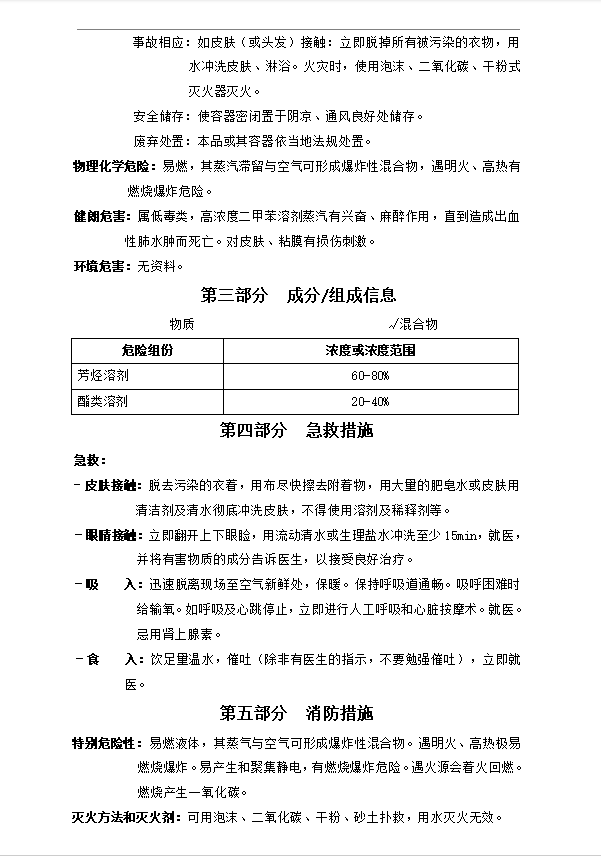 事故相应：如皮肤（或头发）接触：立即脱掉所有被污染的衣物，用
水冲洗皮肤、淋浴。火灾时，使用泡沫、二氧化碳、干粉式
灭火器灭火。
安全储存：使容器密闭置于阴凉、通风良好处储存。
废弃处置：本品或其容器依当地法规处置。
物理化学危险：易燃，其蒸汽滞留与空气可形成爆炸性混合物，遇明火、高热有
燃烧爆炸危险。
健朗危害：属低毒类，高浓度二甲苯溶剂蒸汽有兴奋、麻醉作用，直到造成出血
性肺水肿而死亡。对皮肤、粘膜有损伤刺激。
环境危害：无资料。
第三部分 成分/组成信息
物质 √混合物
危险组份 浓度或浓度范围
芳烃溶剂 60-80%
酯类溶剂 20-40%
第四部分 急救措施
急救：
-皮肤接触：脱去污染的衣着，用布尽快擦去附着物，用大量的肥皂水或皮肤用
清洁剂及清水彻底冲洗皮肤，不得使用溶剂及稀释剂等。
-眼睛接触：立即翻开上下眼睑，用流动清水或生理盐水冲洗至少15min，就医，
并将有害物质的成分告诉医生，以接受良好治疗。
-吸 入：迅速脱离现场至空气新鲜处，保暖。保持呼吸道通畅。吸呼困难时
给输氧。如呼吸及心跳停止，立即进行人工呼吸和心脏按摩术。就医。
忌用肾上腺素。
-食 入：饮足量温水，催吐（除非有医生的指示，不要勉强催吐），立即就
医。
第五部分 消防措施
特别危险性：易燃液体，其蒸气与空气可形成爆炸性混合物。遇明火、高热极易
燃烧爆炸。易产生和聚集静电，有燃烧爆炸危险。遇火源会着火回燃。
燃烧产生一氧化碳。
灭火方法和灭火剂：可用泡沫、二氧化碳、干粉、砂土扑救，用水灭火无效。